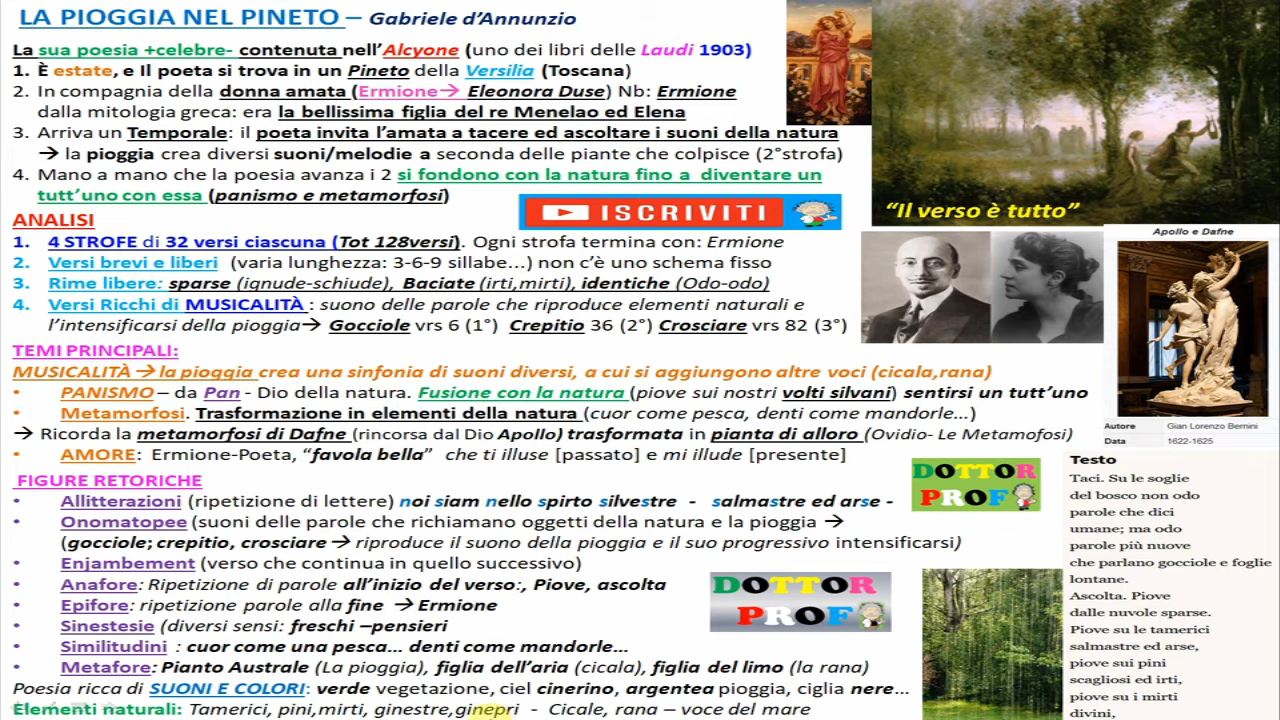 LA PIOGGIA NEL PINETO – Gabriele d’Annunzio
La sua poesia +celebre- contenuta nell’Alcyone (uno dei libri delle Laudi 1903)
1. È estate, e Il poeta si trova in un Pineto della Versilia (Toscana)
2. In compagnia della donna amata (Ermione→ Eleonora Duse) Nb: Ermione
dalla mitologia greca: era la bellissima figlia del re Menelao ed Elena
3. Arriva un Temporale: il poeta invita l’amata a tacere ed ascoltare i suoni della natura
→ la pioggia crea diversi suoni/melodie a seconda delle piante che colpisce (2°strofa)
4. Mano a mano che la poesia avanza i 2 si fondono con la natura fino a diventare un
tutt’uno con essa (panismo e metamorfosi)
ISCRIVITI
“Il verso è tutto”
ANALISI
1. 4 STROFE di 32 versi ciascuna (Tot 128versi). Ogni strofa termina con: Ermione
2. Versi brevi e liberi (varia lunghezza: 3-6-9 sillabe...) non c’è uno schema fisso
3. Rime libere: sparse (ignude-schiude), Baciate (irti,mirti), identiche (Odo-odo)
4. Versi Ricchi di MUSICALITÀ : suono delle parole che riproduce elementi naturali e
l’intensificarsi della pioggia→ Gocciole vrs 6 (1°) Crepitio 36 (2°) Crosciare vrs 82 (3°)
Apollo e Dafne
Autore Gian Lorenzo Bernini
Data 1622-1625
TEMI PRINCIPALI:
MUSICALITÀ → la pioggia crea una sinfonia di suoni diversi, a cui si aggiungono altre voci (cicala,rana)
• PANISMO – da Pan - Dio della natura. Fusione con la natura (piove sui nostri volti silvani) sentirsi un tutt’uno
• Metamorfosi. Trasformazione in elementi della natura (cuor come pesca, denti come mandorle...)
→ Ricorda la metamorfosi di Dafne (rincorsa dal Dio Apollo) trasformata in pianta di alloro (Ovidio- Le Metamofosi)
• AMORE: Ermione-Poeta, “favola bella” che ti illuse [passato] e mi illude [presente]
FIGURE RETORICHE
• Allitterazioni (ripetizione di lettere) noi siam nello spirto silvestre - salmastre ed arse -
• Onomatopee (suoni delle parole che richiamano oggetti della natura e la pioggia →
(gocciole; crepitio, crosciare→ riproduce il suono della pioggia e il suo progressivo intensificarsi)
• Enjambement (verso che continua in quello successivo)
• Anafore: Ripetizione di parole all’inizio del verso:, Piove, ascolta
• Epifore: ripetizione parole alla fine → Ermione
• Sinestesie (diversi sensi: freschi –pensieri
• Similitudini : cuor come una pesca... denti come mandorle...
• Metafore: Pianto Australe (La pioggia), figlia dell’aria (cicala), figlia del limo (la rana)
Poesia ricca di SUONI E COLORI: verde vegetazione, ciel cinerino, argentea pioggia, ciglia nere...
Elementi naturali: Tamerici, pini,mirti, ginestre,ginepri - Cicale, rana – voce del mare
DOTTOR
PROF
DOTTOR
PROF
Testo
Taci. Su le soglie
del bosco non odo
parole che dici
umane; ma odo
parole più nuove
che parlano gocciole e foglie
lontane.
Ascolta. Piove
dalle nuvole sparse.
Piove su le tamerici
salmastre ed arse,
piove sui pini
scagliosi ed irti,
piove su i mirti
divini,